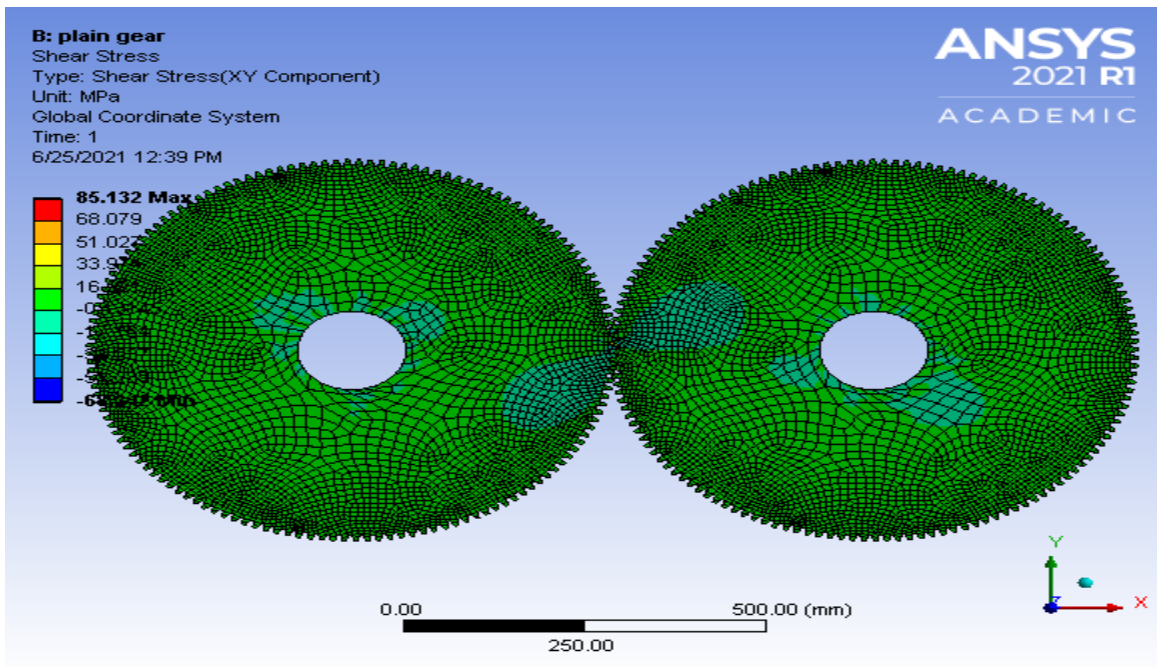 B: plain gear
Shear Stress
Type: Shear Stress(XY Component)
Unit: MPa
Global Coordinate System
Time: 1
6/25/2021 12:39 PM
ANSYS
2021 R1
ACADEMIC
85.132 Max
68.079
51.027
Min
Y
X
0.00
500.00 (mm)
250.00